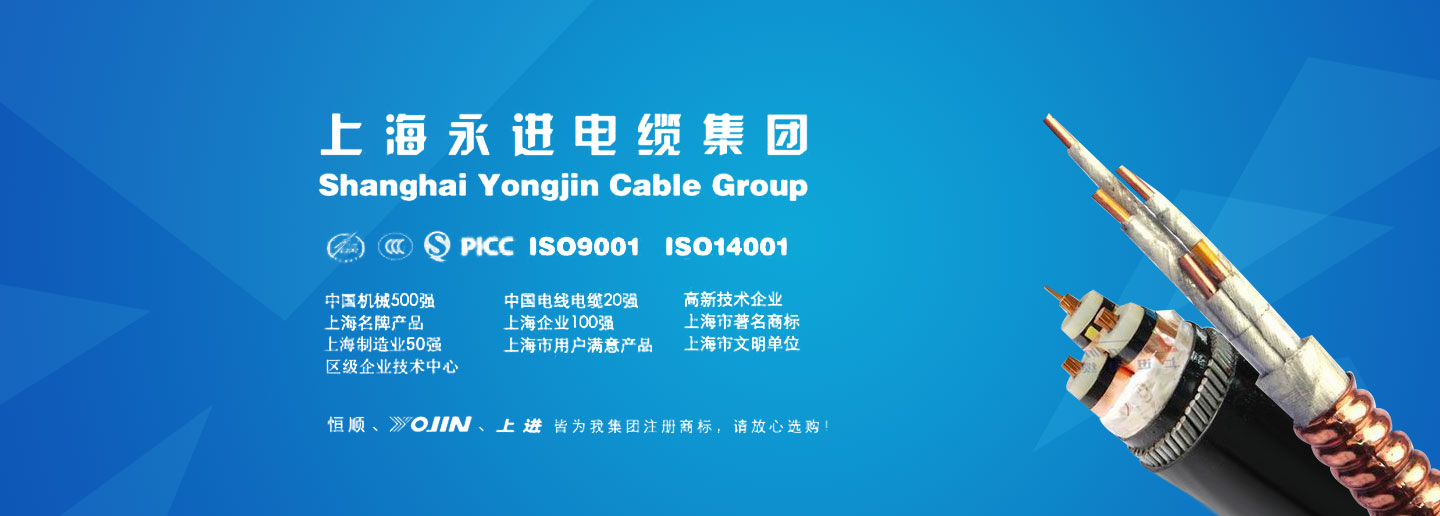 上海永进电缆集团
Shanghai Yongjin Cable Group
PICC ISO9001 ISO14001
中国机械500强 中国电线电缆20强 高新技术企业
上海名牌产品 上海企业100强 上海市著名商标
上海制造业50强 上海市用户满意产品 上海市文明单位
区级企业技术中心
恒顺、YOJIN、上进 皆为我集团注册商标，请放心选购！